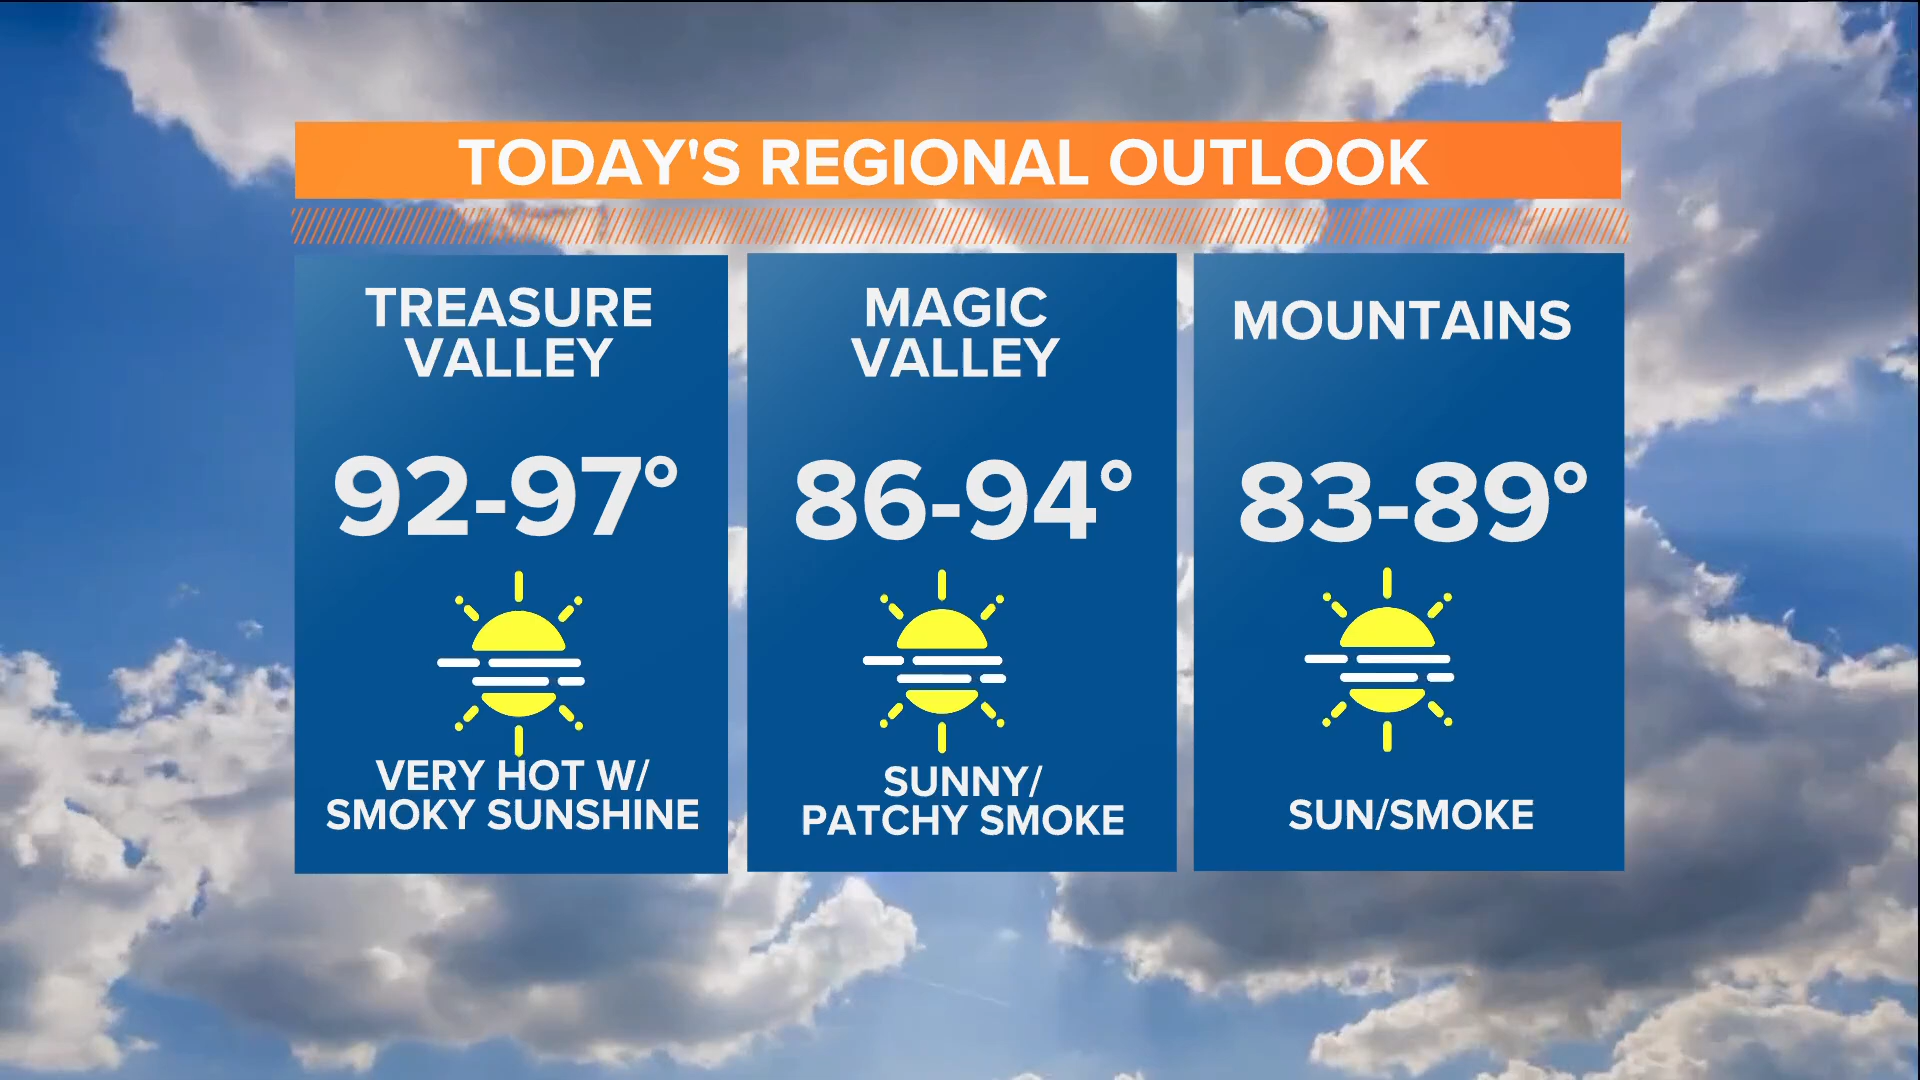 TODAY'S REGIONAL OUTLOOK
TREASURE
VALLEY
92-97°
VERY HOT W/
SMOKY SUNSHINE
MAGIC
VALLEY
86-94°
SUNNY/
PATCHY SMOKE
MOUNTAINS
83-89°
SUN/SMOKE